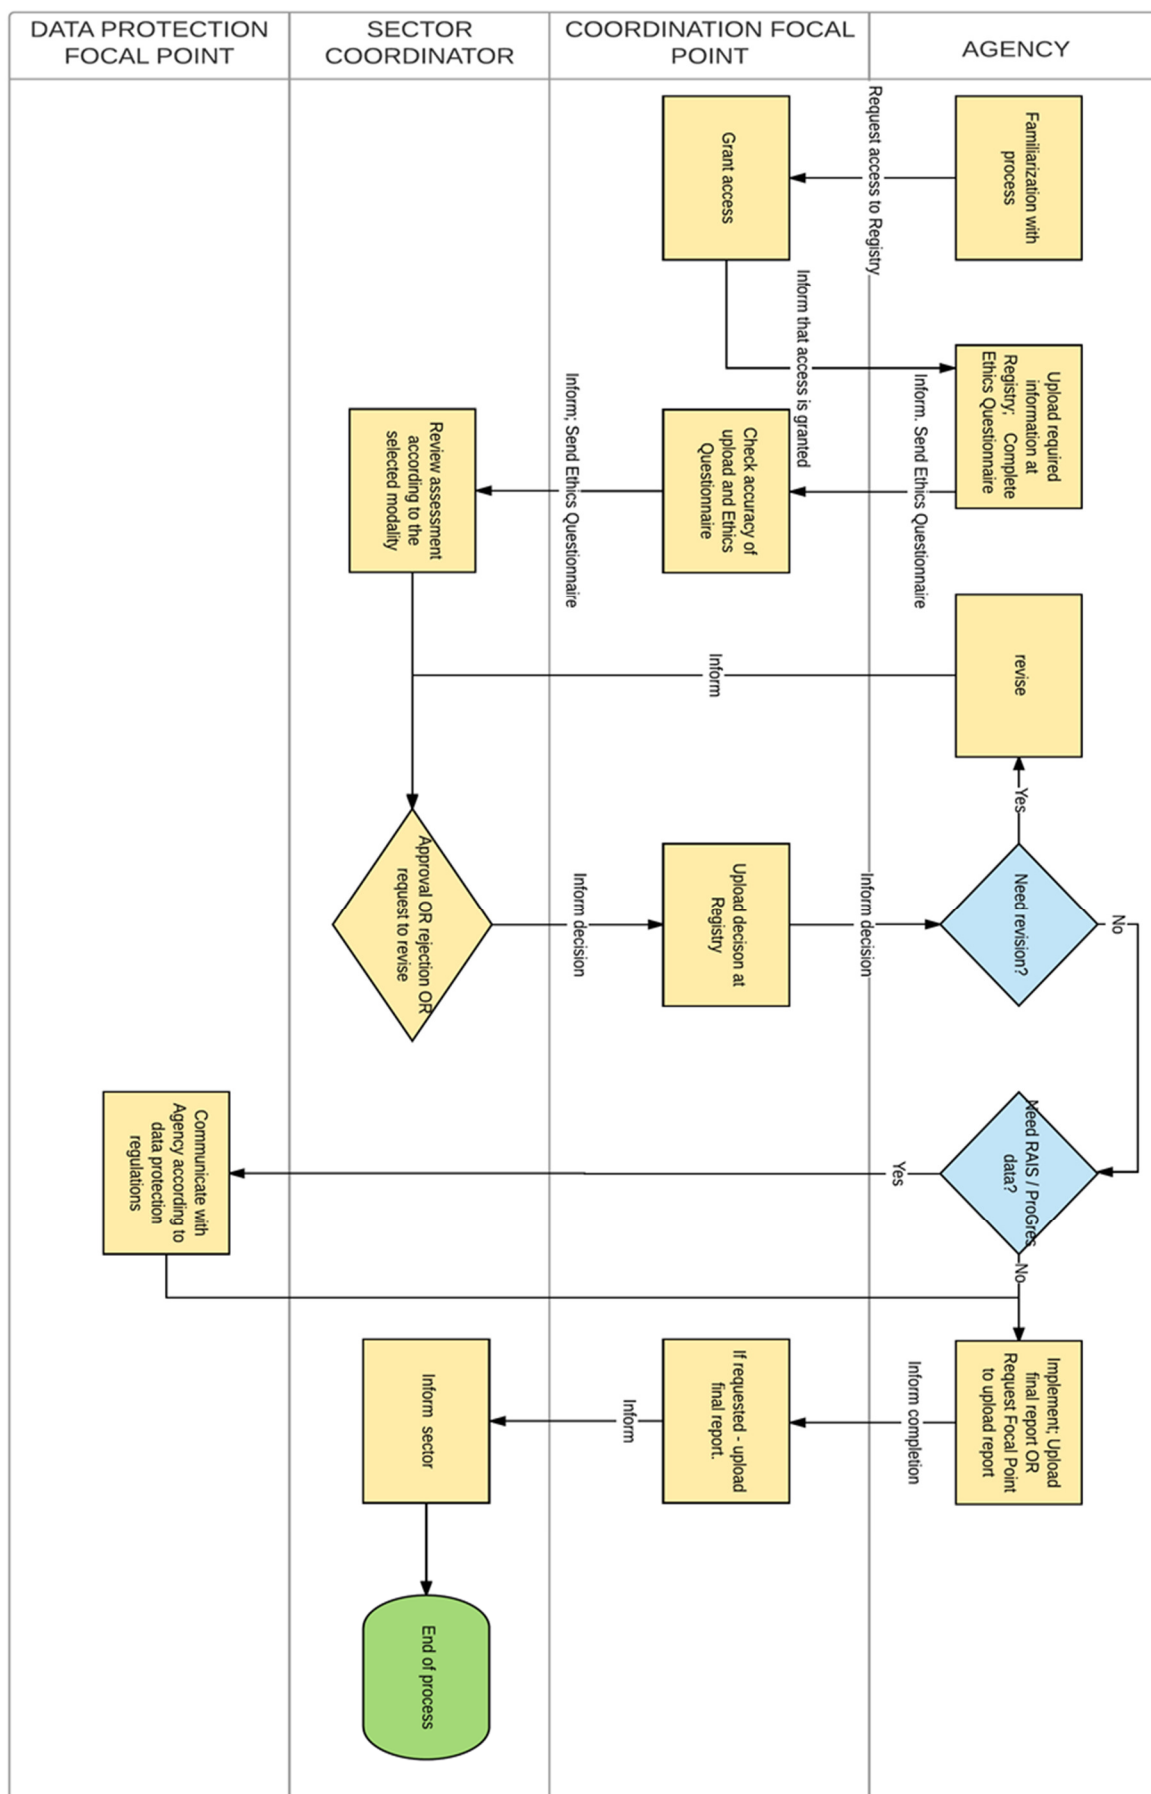 DATA PROTECTION
FOCAL POINT
SECTOR
COORDINATOR
COORDINATION FOCAL
POINT
AGENCY
Familiarization with
process
Request access to Registry
Grant access
Inform that access is granted
Upload required
information at
Registry; Complete
Ethics Questionnaire
Inform. Send Ethics Questionnaire
Check accuracy of
upload and Ethics
Questionnaire
Inform; Send Ethics Questionnaire
Review assessment
according to the
selected modality
revise
Inform
Yes
Approval OR rejection OR
request to revise
Inform decision
Upload decison at
Registry
Inform decision
Need revision?
No
Need RAIS / ProGres
data?
Yes
Communicate with
Agency according to
data protection
regulations
No
Implement; Upload
final report OR
Request Focal Point
to upload report
Inform completion
If requested - upload
final report.
Inform
Inform sector
End of process